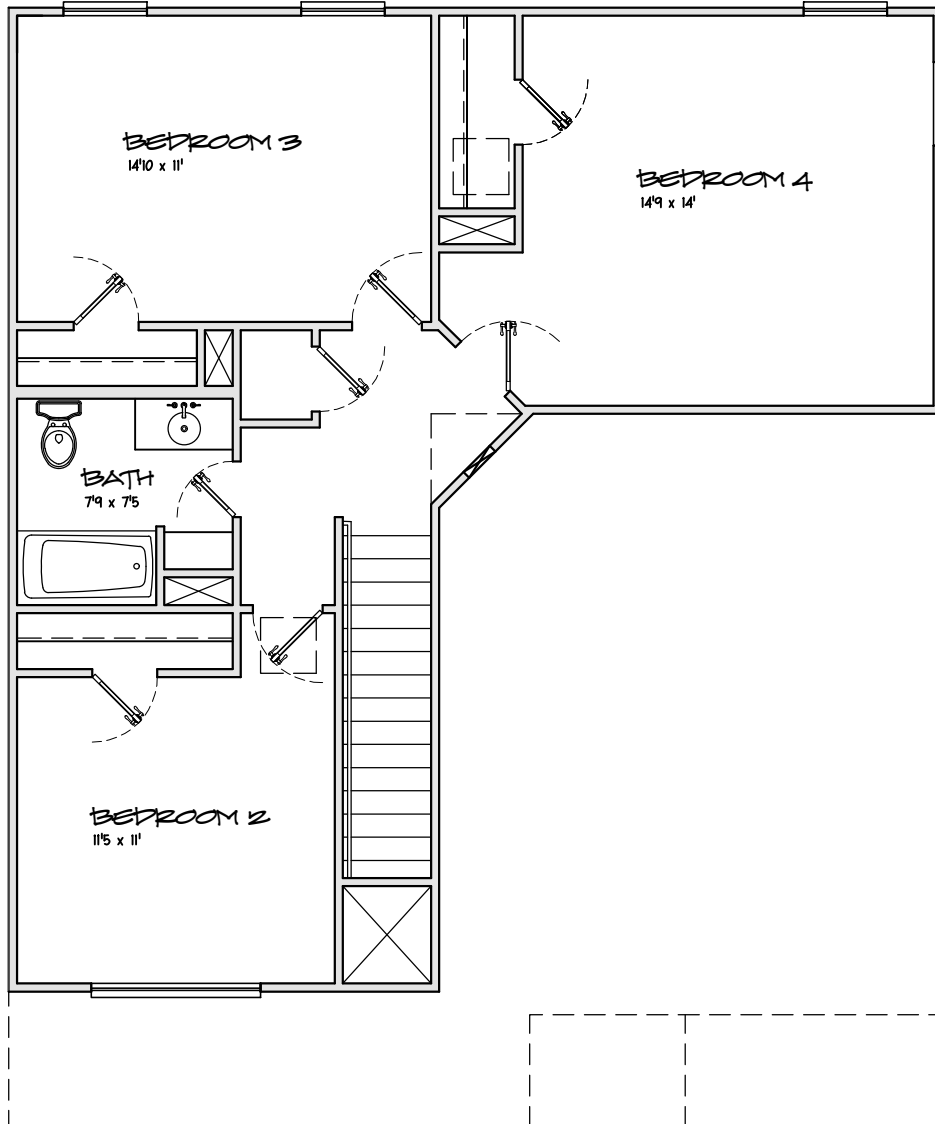 BEDROOM 3
14'10 x 11'
BEDROOM 4
14'9 x 14'
BATH
7'9 x 7'5
BEDROOM 2
11'5 x 11'